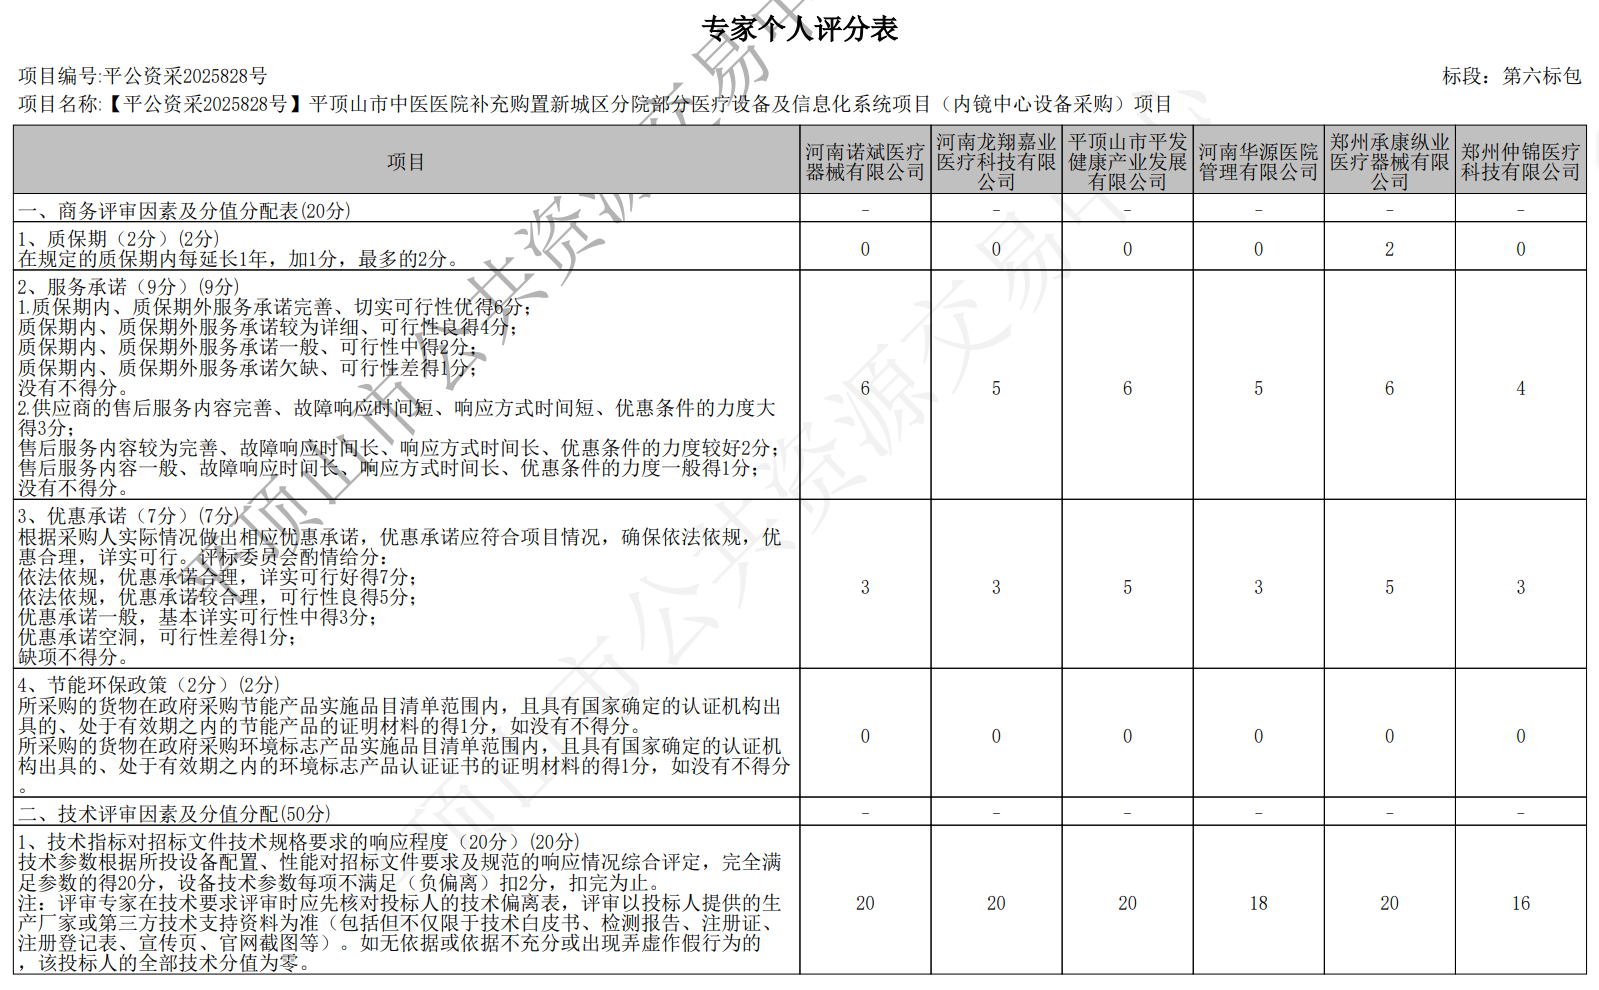 专家个人评分表
项目编号:平公资采2025828号
标段：第六标包
项目名称:【平公资采2025828号】平顶山市中医医院补充购置新城区分院部分医疗设备及信息化系统项目（内镜中心设备采购）项目
项目
河南诺斌医疗
器械有限公司
河南龙翔嘉业
医疗科技有限
公司
平顶山市平发
健康产业发展
有限公司
河南华源医院
管理有限公司
郑州承康纵业
医疗器械有限
公司
郑州仲锦医疗
科技有限公司
一、商务评审因素及分值分配表(20分)
- - - - - -
1、质保期（2分）(2分)
在规定的质保期内每延长1年，加1分，最多的2分。
0 0 0 0 2 0
2、服务承诺（9分）(9分)
1.质保期内、质保期外服务承诺完善、切实可行性优得6分；
质保期内、质保期外服务承诺较为详细、可行性良得4分；
质保期内、质保期外服务承诺一般、可行性中得2分；
质保期内、质保期外服务承诺欠缺、可行性差得1分；
没有不得分。
2.供应商的售后服务内容完善、故障响应时间短、响应方式时间短、优惠条件的力度大
得3分；
售后服务内容较为完善、故障响应时间长、响应方式时间长、优惠条件的力度较好2分；
售后服务内容一般、故障响应时间长、响应方式时间长、优惠条件的力度一般得1分；
没有不得分。
6 5 6 5 6 4
3、优惠承诺（7分）(7分)
根据采购人实际情况做出相应优惠承诺，优惠承诺应符合项目情况，确保依法依规，优
惠合理，详实可行。评标委员会酌情给分：
依法依规，优惠承诺合理，详实可行好得7分；
依法依规，优惠承诺较合理，可行性良得5分；
优惠承诺一般，基本详实可行性中得3分；
优惠承诺空洞，可行性差得1分；
缺项不得分。
3 3 5 3 5 3
4、节能环保政策（2分）(2分)
所采购的货物在政府采购节能产品实施品目清单范围内，且具有国家确定的认证机构出
具的、处于有效期之内的节能产品的证明材料的得1分，如没有不得分。
所采购的货物在政府采购环境标志产品实施品目清单范围内，且具有国家确定的认证机
构出具的、处于有效期之内的环境标志产品认证证书的证明材料的得1分，如没有不得分
。
0 0 0 0 0 0
二、技术评审因素及分值分配(50分)
- - - - - -
1、技术指标对招标文件技术规格要求的响应程度（20分）(20分)
技术参数根据所投设备配置、性能对招标文件要求及规范的响应情况综合评定，完全满
足参数的得20分，设备技术参数每项不满足（负偏离）扣2分，扣完为止。
注：评审专家在技术要求评审时应先核对投标人的技术偏离表，评审以投标人提供的生
产厂家或第三方技术支持资料为准（包括但不仅限于技术白皮书、检测报告、注册证、
注册登记表、宣传页、官网截图等）。如无依据或依据不充分或出现弄虚作假行为的
，该投标人的全部技术分值为零。
20 20 20 18 20 16
平顶山市公共资源交易中
平顶山市公共资源交易中心